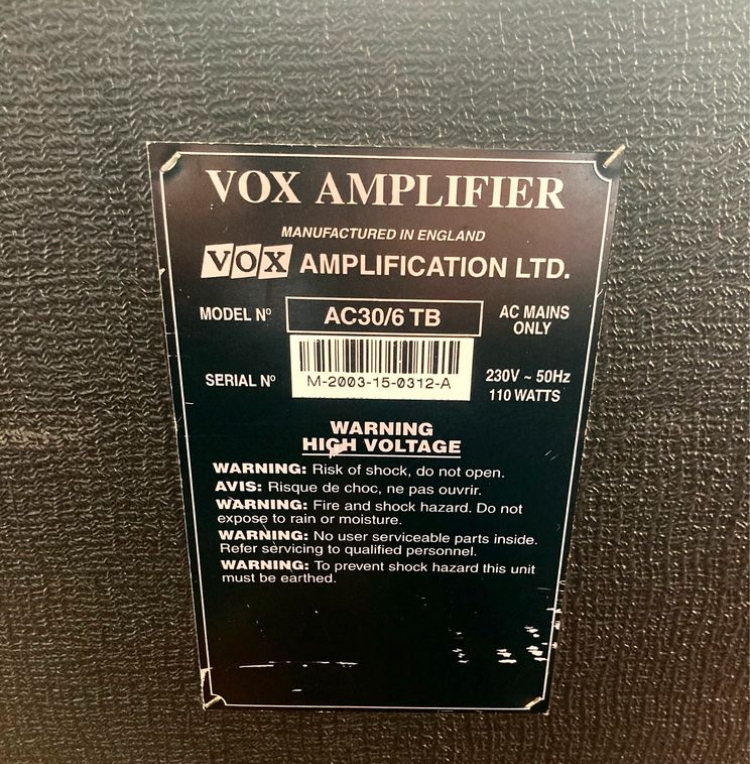 VOX AMPLIFIER
MANUFACTURED IN ENGLAND
VOX AMPLIFICATION LTD.
MODEL Nº AC30/6 TB AC MAINS ONLY
SERIAL Nº M-2003-15-0312-A 230V ~ 50Hz
110 WATTS
WARNING
HIGH VOLTAGE
WARNING: Risk of shock, do not open.
AVIS: Risque de choc, ne pas ouvrir.
WARNING: Fire and shock hazard. Do not
expose to rain or moisture.
WARNING: No user serviceable parts inside.
Refer servicing to qualified personnel.
WARNING: To prevent shock hazard this unit
must be earthed.